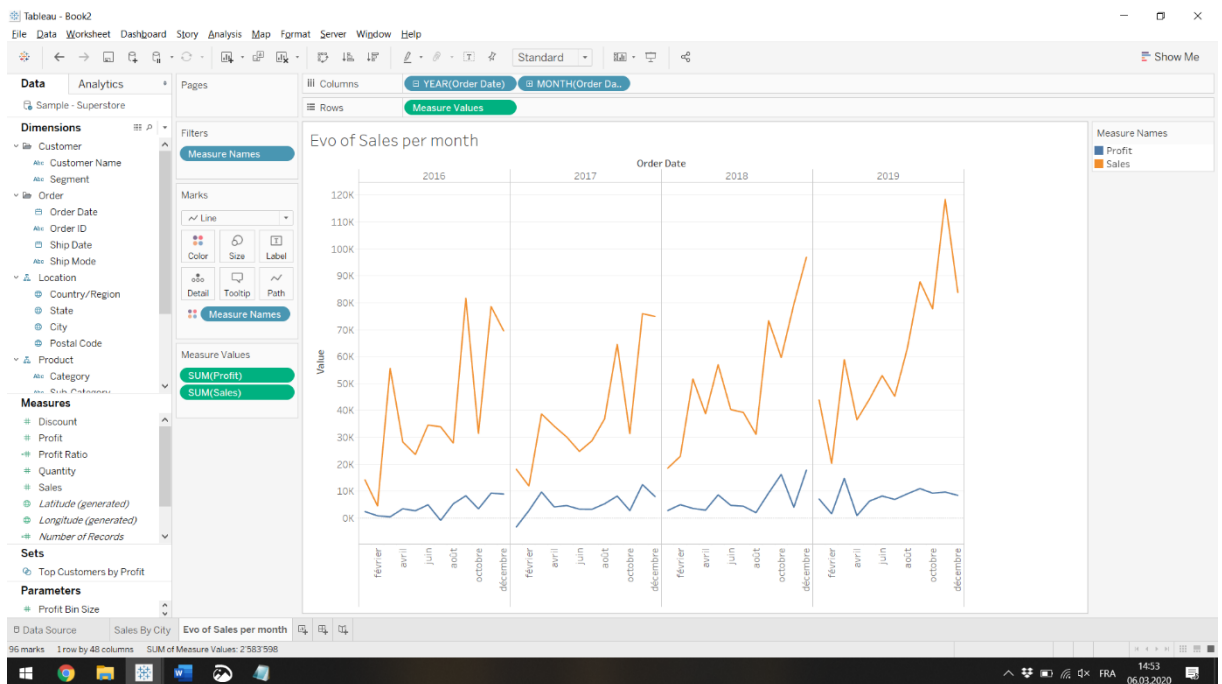 Tableau - Book2
File Data Worksheet Dashboard Story Analysis Map Format Server Window Help
Standard
Show Me
Data Analytics
Sample - Superstore
Dimensions
Customer
Abc Customer Name
Abc Segment
Order
Order Date
Abc Order ID
Ship Date
Abc Ship Mode
Location
Country/Region
State
City
Postal Code
Product
Abc Category
Abc Sub-Category
Measures
# Discount
# Profit
=# Profit Ratio
# Quantity
# Sales
Latitude (generated)
Longitude (generated)
=# Number of Records
Sets
Top Customers by Profit
Parameters
# Profit Bin Size
Pages
Filters
Measure Names
Marks
Line
Color Size Label
Detail Tooltip Path
Measure Names
Measure Values
SUM(Profit)
SUM(Sales)
Columns YEAR(Order Date) MONTH(Order Da..
Rows Measure Values
Evo of Sales per month
Order Date
2016 2017 2018 2019
120K
110K
100K
90K
80K
70K
60K
50K
40K
30K
20K
10K
0K
Value
février avril juin août octobre décembre février avril juin août octobre décembre février avril juin août octobre décembre février avril juin août octobre décembre
Measure Names
Profit
Sales
Data Source Sales By City Evo of Sales per month
96 marks 1 row by 48 columns SUM of Measure Values: 2'583'598
FRA
14:53
06.03.2020